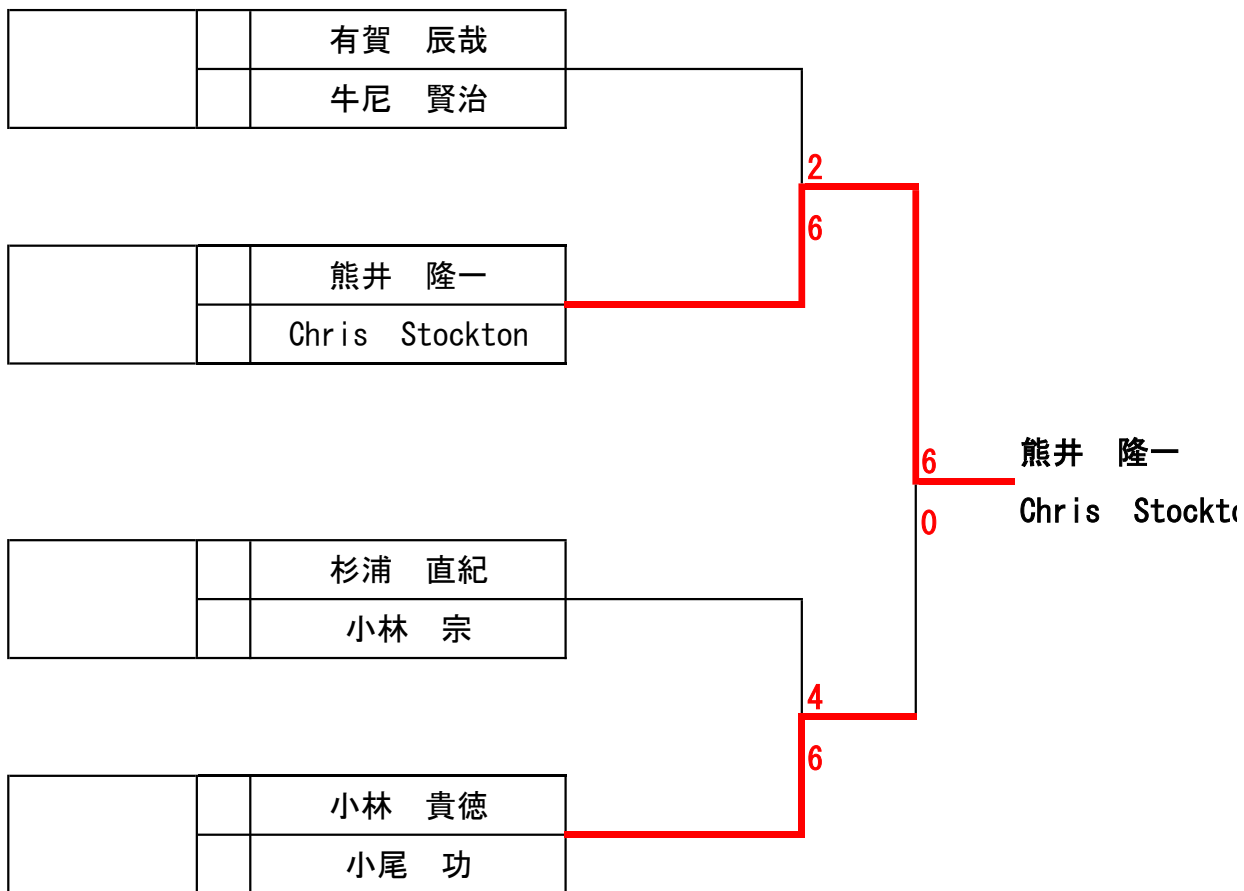 有賀　辰哉
牛尼　賢治
2
6
熊井　隆一
Chris　Stockton
6
熊井　隆一
0
Chris　Stockto
杉浦　直紀
小林　宗
4
6
小林　貴徳
小尾　功